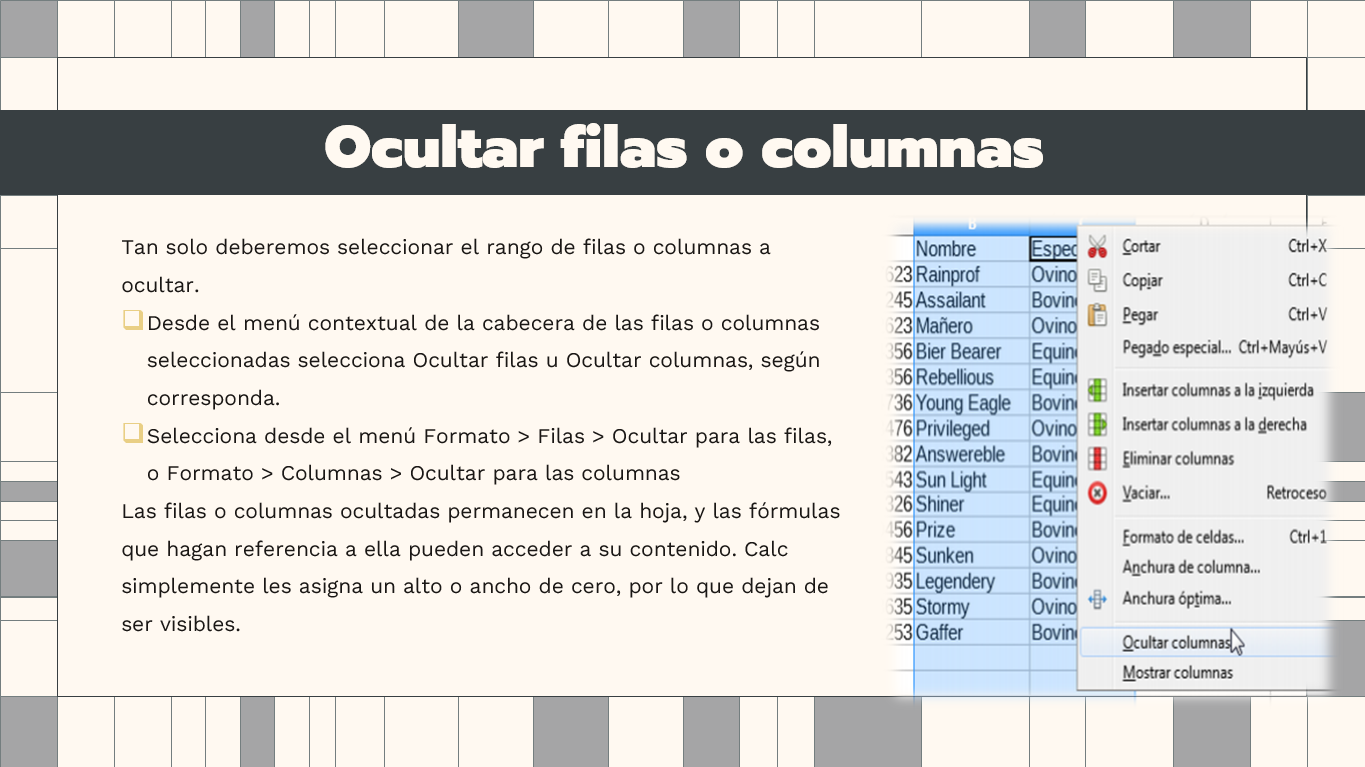 Ocultar filas o columnas
Tan solo deberemos seleccionar el rango de filas o columnas a
ocultar.
Desde el menú contextual de la cabecera de las filas o columnas
seleccionadas selecciona Ocultar filas u Ocultar columnas, según
corresponda.
Selecciona desde el menú Formato > Filas > Ocultar para las filas,
o Formato > Columnas > Ocultar para las columnas
Las filas o columnas ocultadas permanecen en la hoja, y las fórmulas
que hagan referencia a ella pueden acceder a su contenido. Calc
simplemente les asigna un alto o ancho de cero, por lo que dejan de
ser visibles.
Nombre Espec
623 Rainprof Ovino
245 Assailant Bovin
623 Mañero Ovino
356 Bier Bearer Equin
356 Rebellious Equin
736 Young Eagle Bovin
476 Privileged Ovino
382 Answereble Bovin
543 Sun Light Equin
326 Shiner Equin
456 Prize Bovin
345 Sunken Ovino
935 Legendery Bovin
535 Stormy Ovino
253 Gaffer Bovin
Cortar Ctrl+X
Copiar Ctrl+C
Pegar Ctrl+V
Pegado especial... Ctrl+Mayús+V
Insertar columnas a la izquierda
Insertar columnas a la derecha
Eliminar columnas
Vaciar... Retroceso
Formato de celdas... Ctrl+1
Anchura de columna...
Anchura óptima...
Ocultar columnas
Mostrar columnas